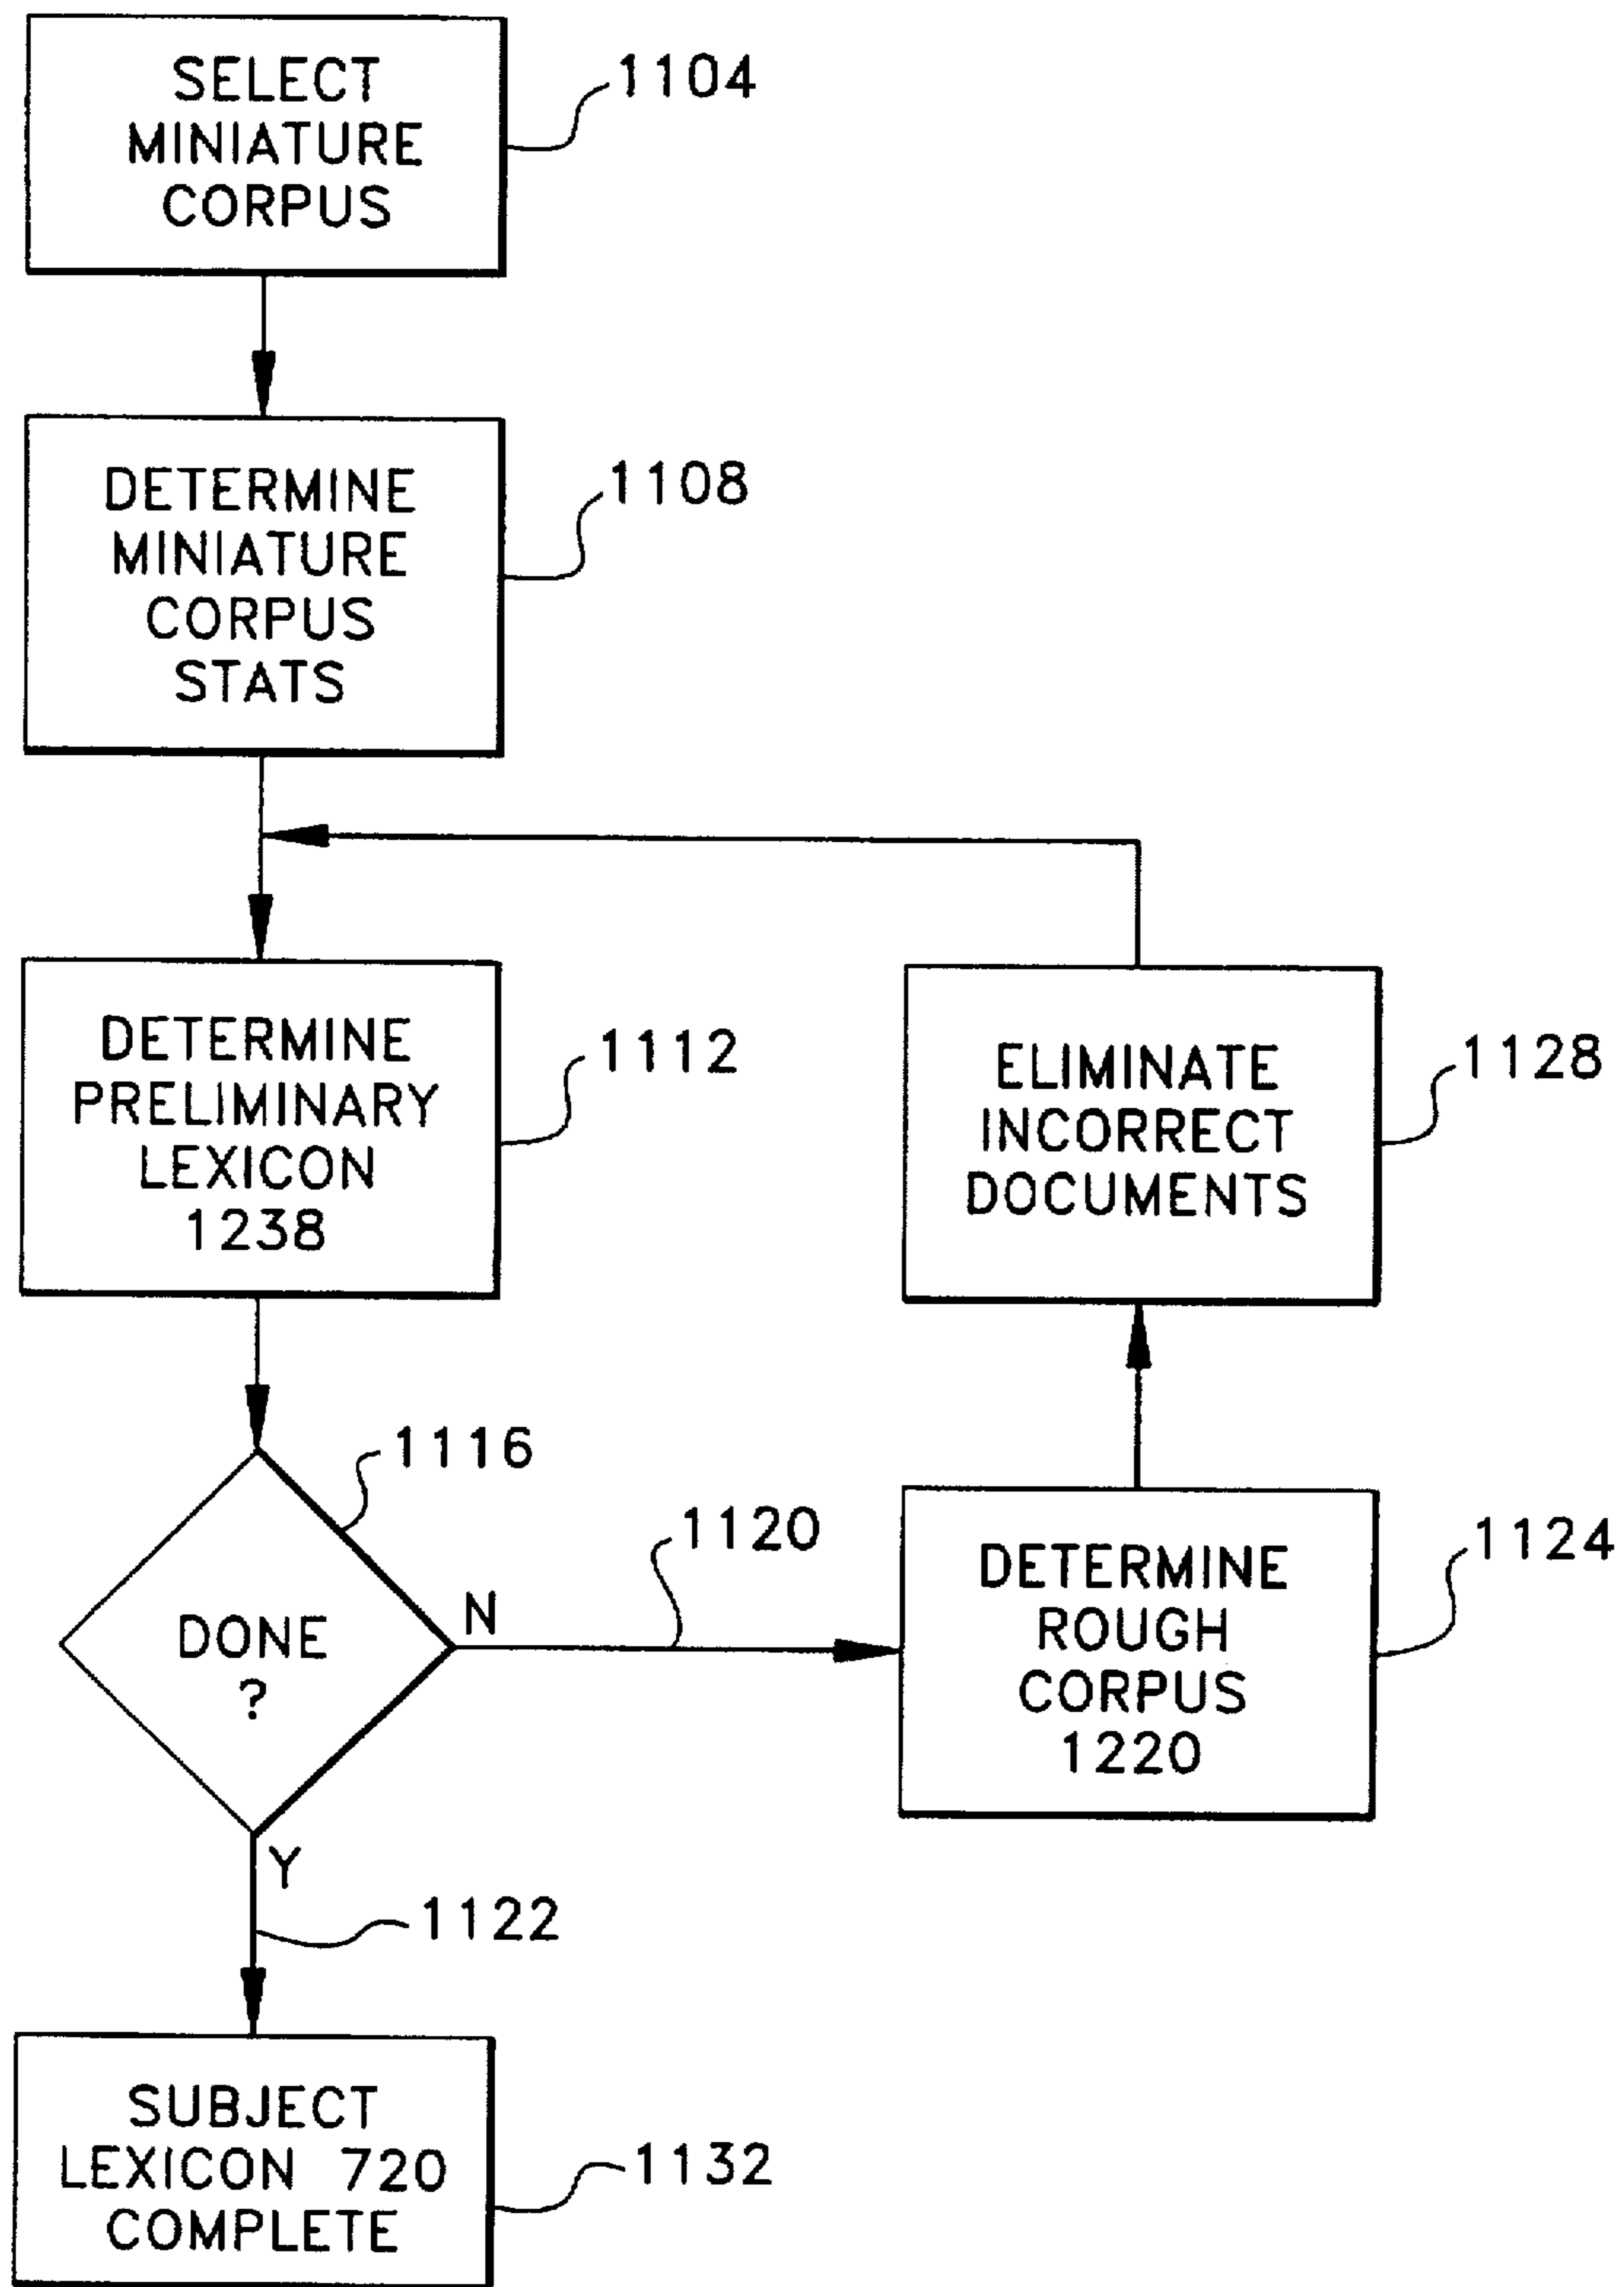 SELECT
MINIATURE
CORPUS
1104
DETERMINE
MINIATURE
CORPUS
STATS
1108
DETERMINE
PRELIMINARY
LEXICON
1238
1112
ELIMINATE
INCORRECT
DOCUMENTS
1128
DONE
?
1116
N
1120
DETERMINE
ROUGH
CORPUS
1220
1124
Y
1122
SUBJECT
LEXICON 720
COMPLETE
1132